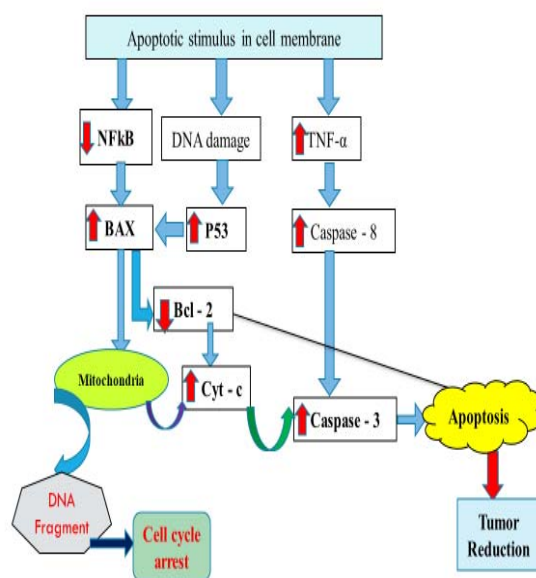 Apoptotic stimulus in cell membrane
NFkB
DNA damage
TNF-α
BAX
P53
Caspase - 8
Bcl - 2
Mitochondria
Cyt - c
Caspase - 3
Apoptosis
DNA
Fragment
Cell cycle
arrest
Tumor
Reduction